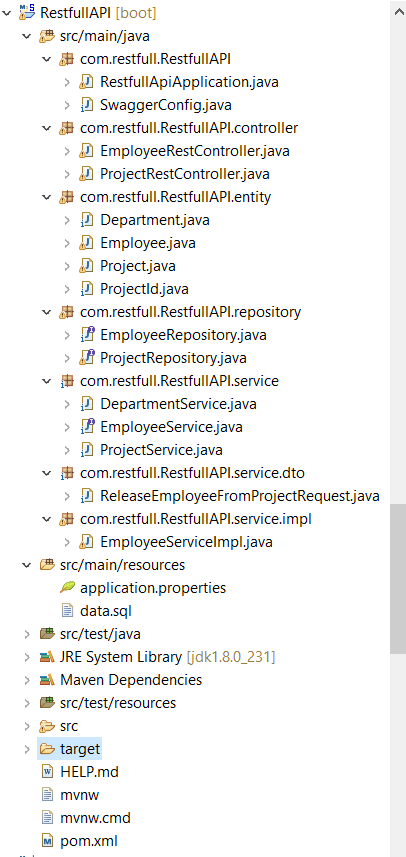 RestfullAPI [boot]
src/main/java
com.restfull.RestfullAPI
RestfullApiApplication.java
SwaggerConfig.java
com.restfull.RestfullAPI.controller
EmployeeRestController.java
ProjectRestController.java
com.restfull.RestfullAPI.entity
Department.java
Employee.java
Project.java
ProjectId.java
com.restfull.RestfullAPI.repository
EmployeeRepository.java
ProjectRepository.java
com.restfull.RestfullAPI.service
DepartmentService.java
EmployeeService.java
ProjectService.java
com.restfull.RestfullAPI.service.dto
ReleaseEmployeeFromProjectRequest.java
com.restfull.RestfullAPI.service.impl
EmployeeServiceImpl.java
src/main/resources
application.properties
data.sql
src/test/java
JRE System Library [jdk1.8.0_231]
Maven Dependencies
src/test/resources
src
target
HELP.md
mvnw
mvnw.cmd
pom.xml